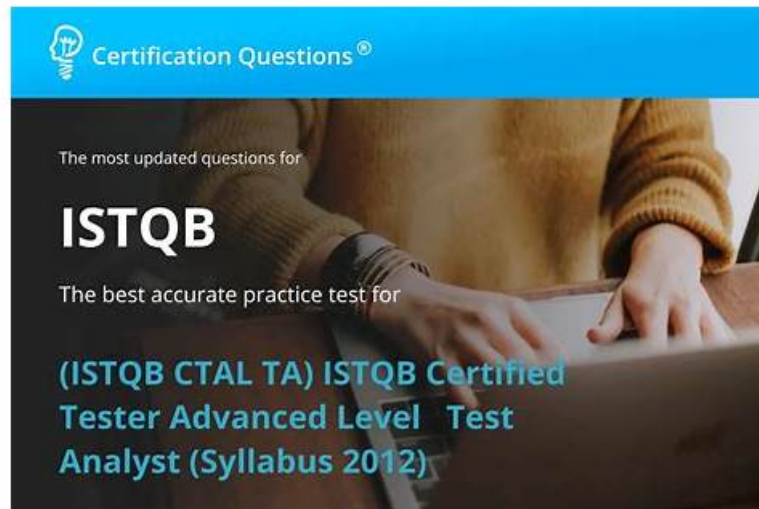 Certification Questions®
The most updated questions for
ISTQB
The best accurate practice test for
(ISTQB CTAL TA) ISTQB Certified
Tester Advanced Level Test
Analyst (Syllabus 2012)